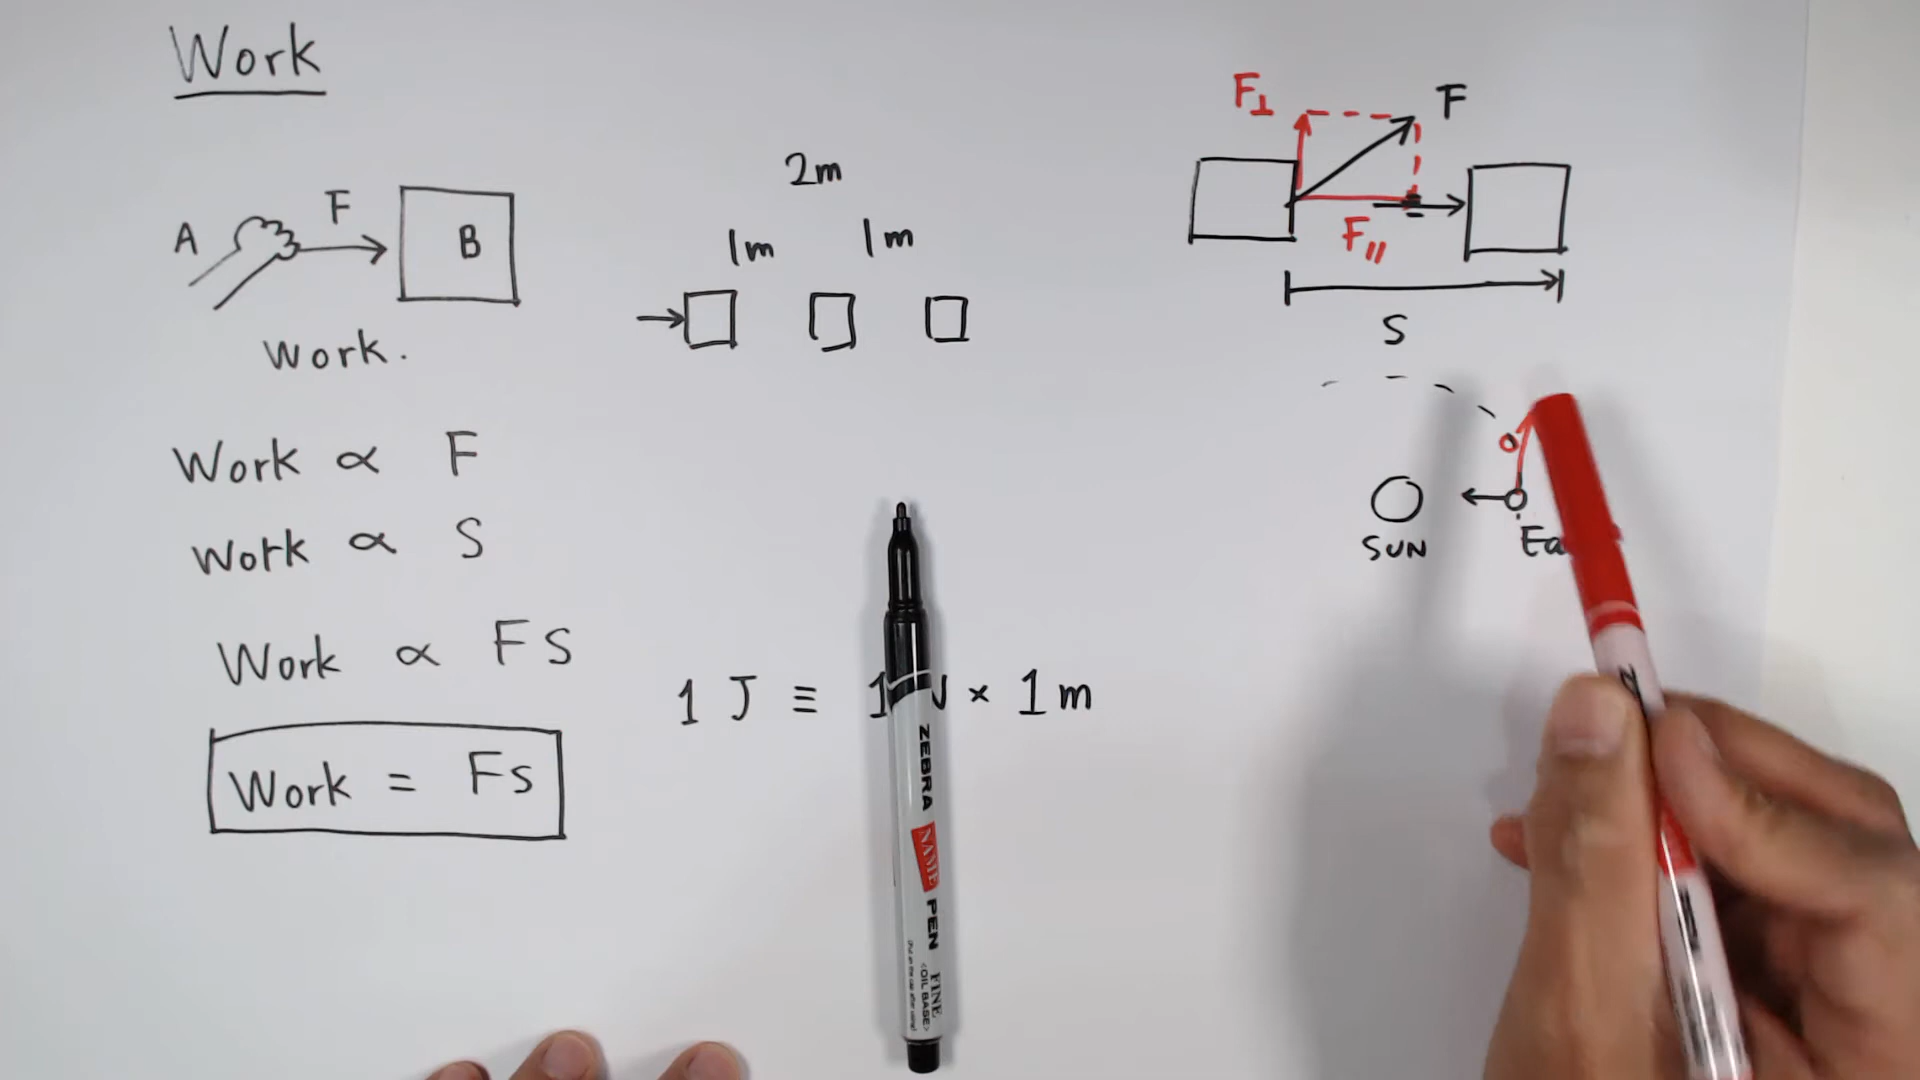 Work
A F B
Work.
2m
1m 1m
F⊥ F
F∥
S
Work ∝ F
Work ∝ S
Work ∝ Fs
Work = Fs
1 J ≡ 1 N × 1m
SUN
ZEBRA NAME PEN FINE
<OIL BASE>